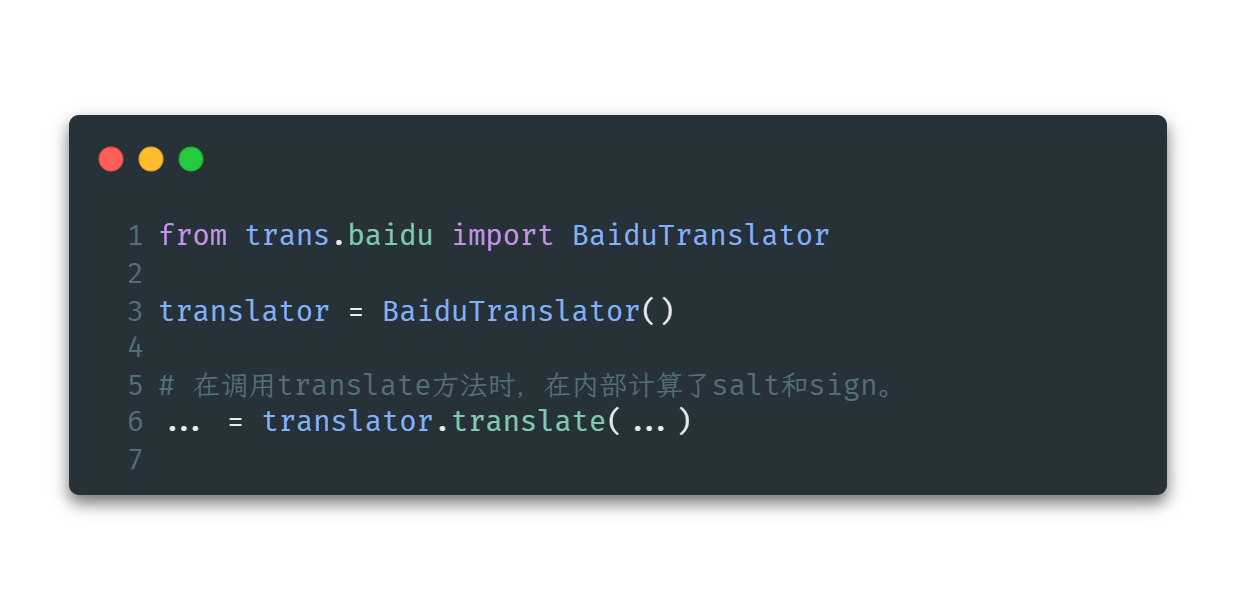 1 from trans.baidu import BaiduTranslator
2
3 translator = BaiduTranslator()
4
5 # 在调用translate方法时，在内部计算了salt和sign。
6 ... = translator.translate(...)
7